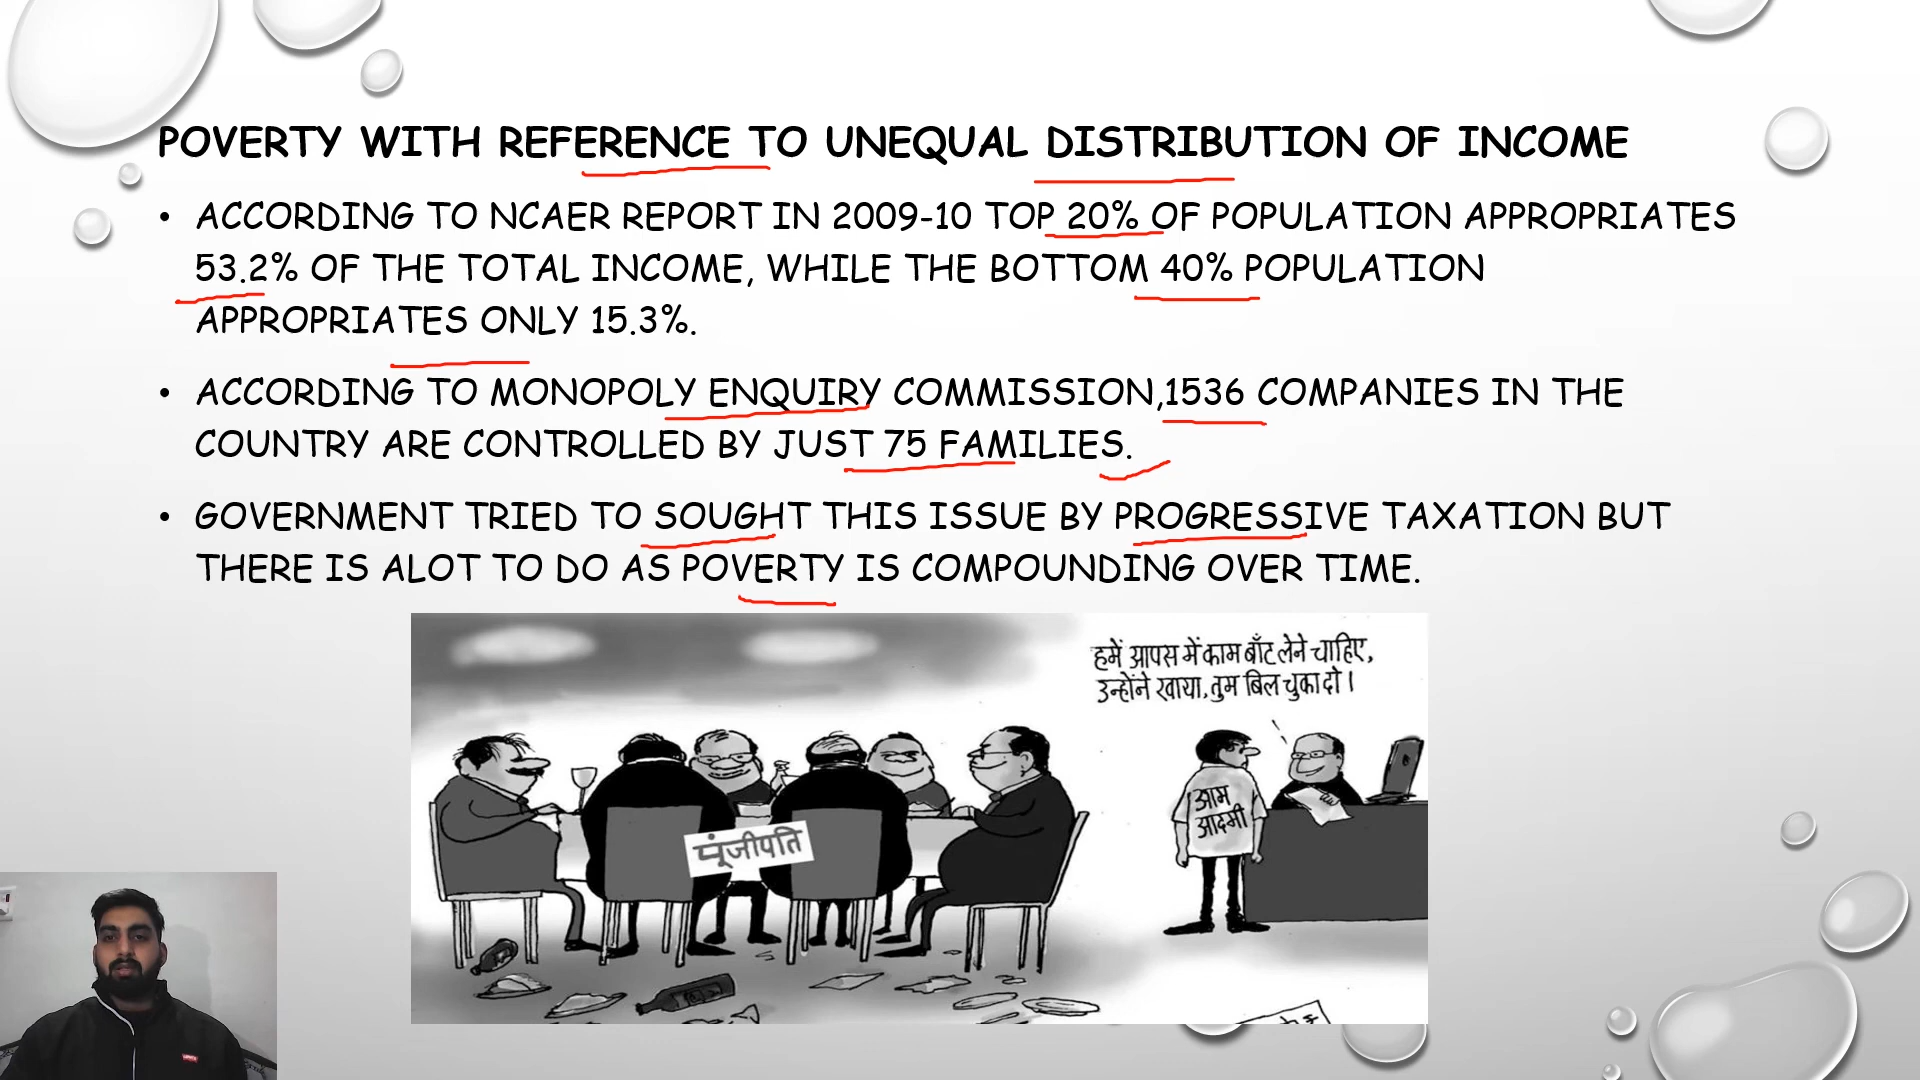 POVERTY WITH REFERENCE TO UNEQUAL DISTRIBUTION OF INCOME
• ACCORDING TO NCAER REPORT IN 2009-10 TOP 20% OF POPULATION APPROPRIATES
53.2% OF THE TOTAL INCOME, WHILE THE BOTTOM 40% POPULATION
APPROPRIATES ONLY 15.3%.
• ACCORDING TO MONOPOLY ENQUIRY COMMISSION,1536 COMPANIES IN THE
COUNTRY ARE CONTROLLED BY JUST 75 FAMILIES.
• GOVERNMENT TRIED TO SOUGHT THIS ISSUE BY PROGRESSIVE TAXATION BUT
THERE IS ALOT TO DO AS POVERTY IS COMPOUNDING OVER TIME.
हमें आपस में काम बाँट लेने चाहिए,
उन्होंने खाया, तुम बिल चुका दो।
आम
आदमी
पूंजीपति